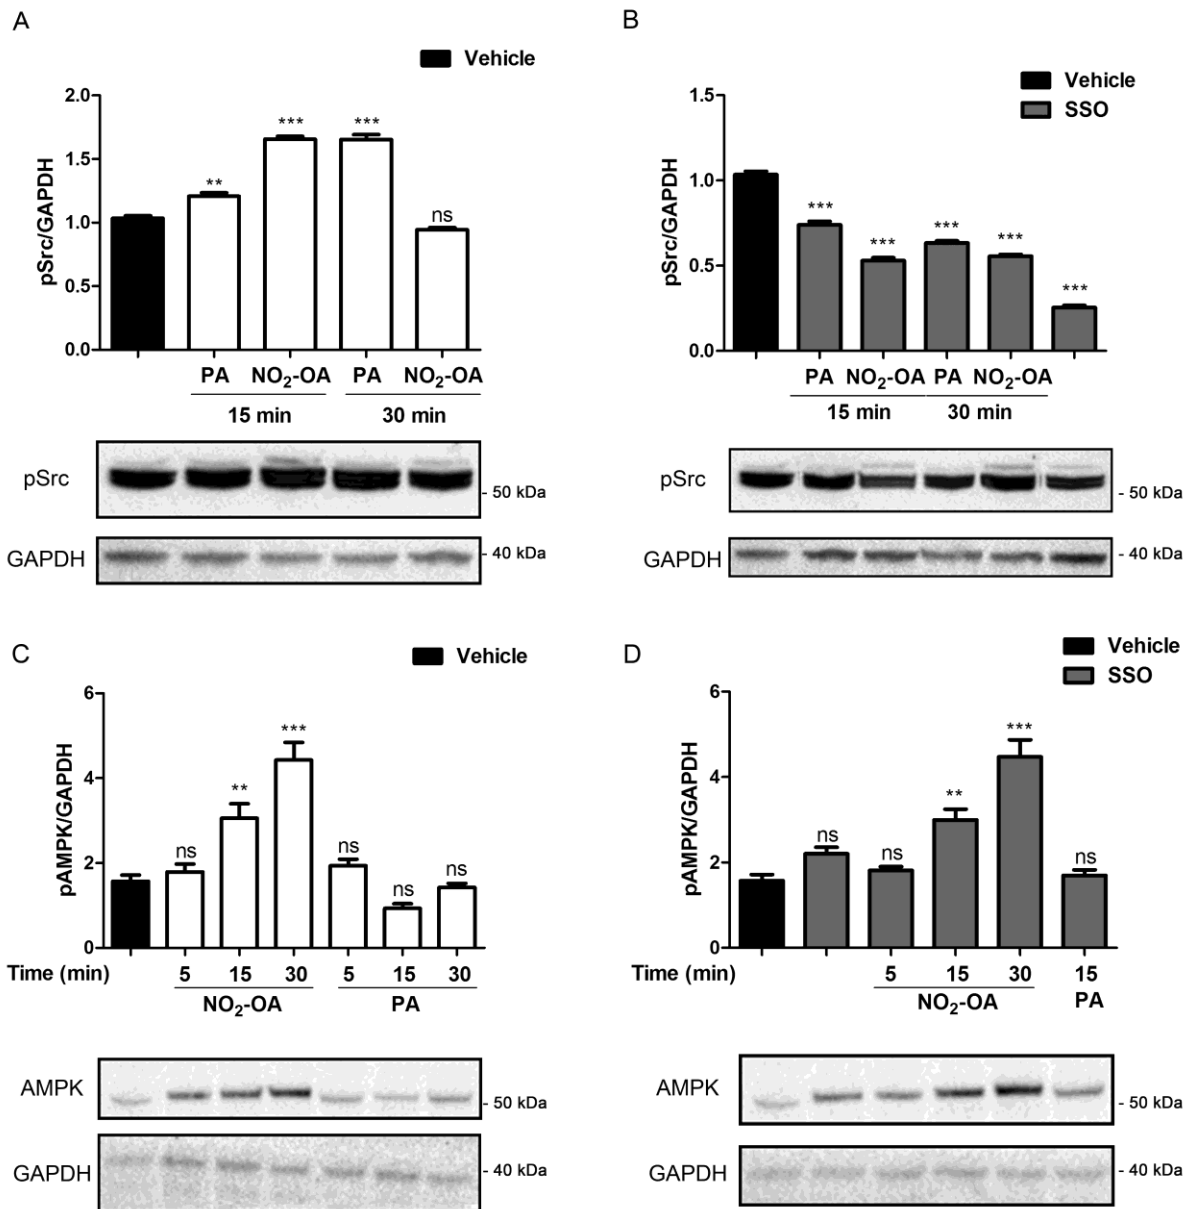 A
Vehicle
2.0
1.5
1.0
0.5
0.0
pSrc/GAPDH
**
***
***
ns
PA NO₂-OA PA NO₂-OA
15 min 30 min
pSrc
- 50 kDa
GAPDH
- 40 kDa
B
Vehicle
SSO
1.5
1.0
0.5
0.0
pSrc/GAPDH
***
***
***
***
***
PA NO₂-OA PA NO₂-OA
15 min 30 min
pSrc
- 50 kDa
GAPDH
- 40 kDa
C
Vehicle
6
4
2
0
pAMPK/GAPDH
ns
**
***
ns
ns
ns
Time (min) 5 15 30 5 15 30
NO₂-OA PA
AMPK
- 50 kDa
GAPDH
- 40 kDa
D
Vehicle
SSO
6
4
2
0
pAMPK/GAPDH
ns
ns
**
***
ns
Time (min) 5 15 30 15
NO₂-OA PA
AMPK
- 50 kDa
GAPDH
- 40 kDa